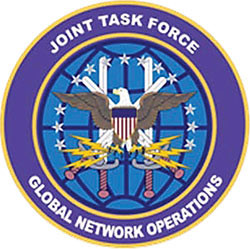 JOINT TASK FORCE
GLOBAL NETWORK OPERATIONS